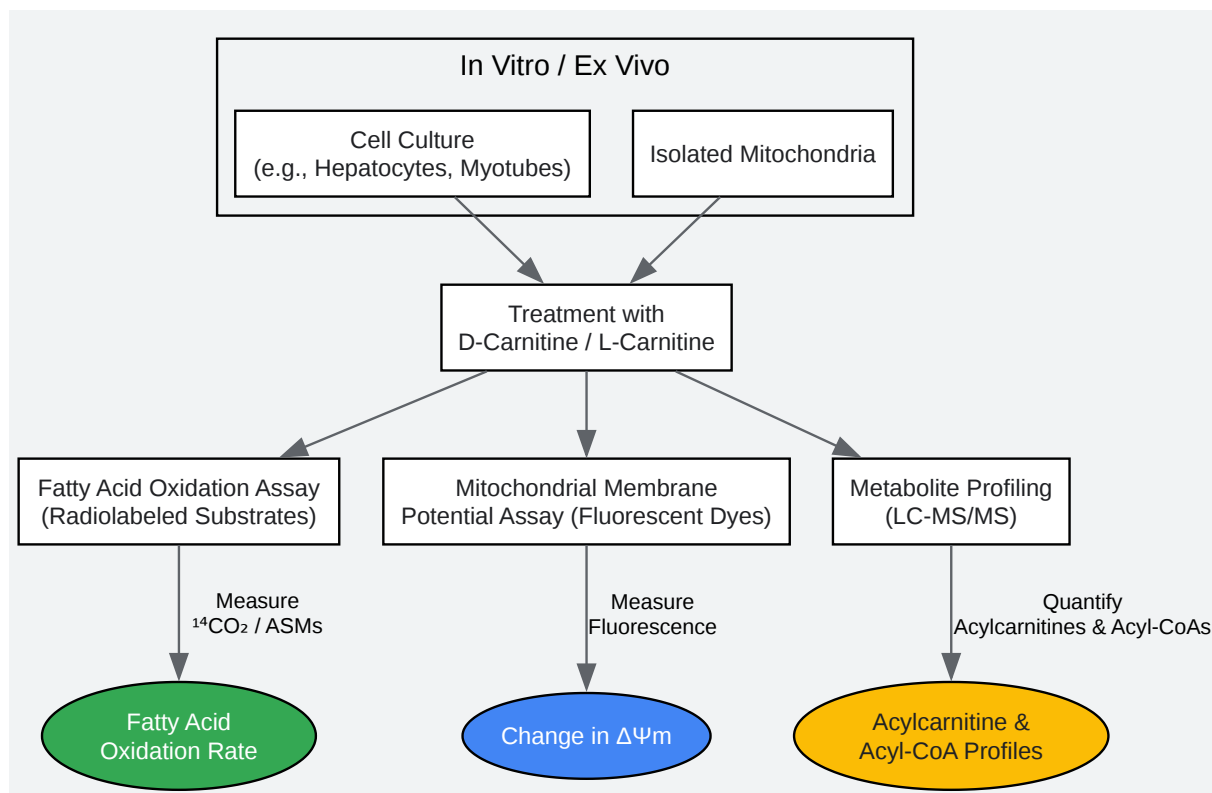 In Vitro / Ex Vivo
Cell Culture
(e.g., Hepatocytes, Myotubes)
Isolated Mitochondria
Treatment with
D-Carnitine / L-Carnitine
Fatty Acid Oxidation Assay
(Radiolabeled Substrates)
Mitochondrial Membrane
Potential Assay (Fluorescent Dyes)
Metabolite Profiling
(LC-MS/MS)
Measure
¹⁴CO₂ / ASMs
Measure
Fluorescence
Quantify
Acylcarnitines & Acyl-CoAs
Fatty Acid
Oxidation Rate
Change in ΔΨm
Acylcarnitine &
Acyl-CoA Profiles